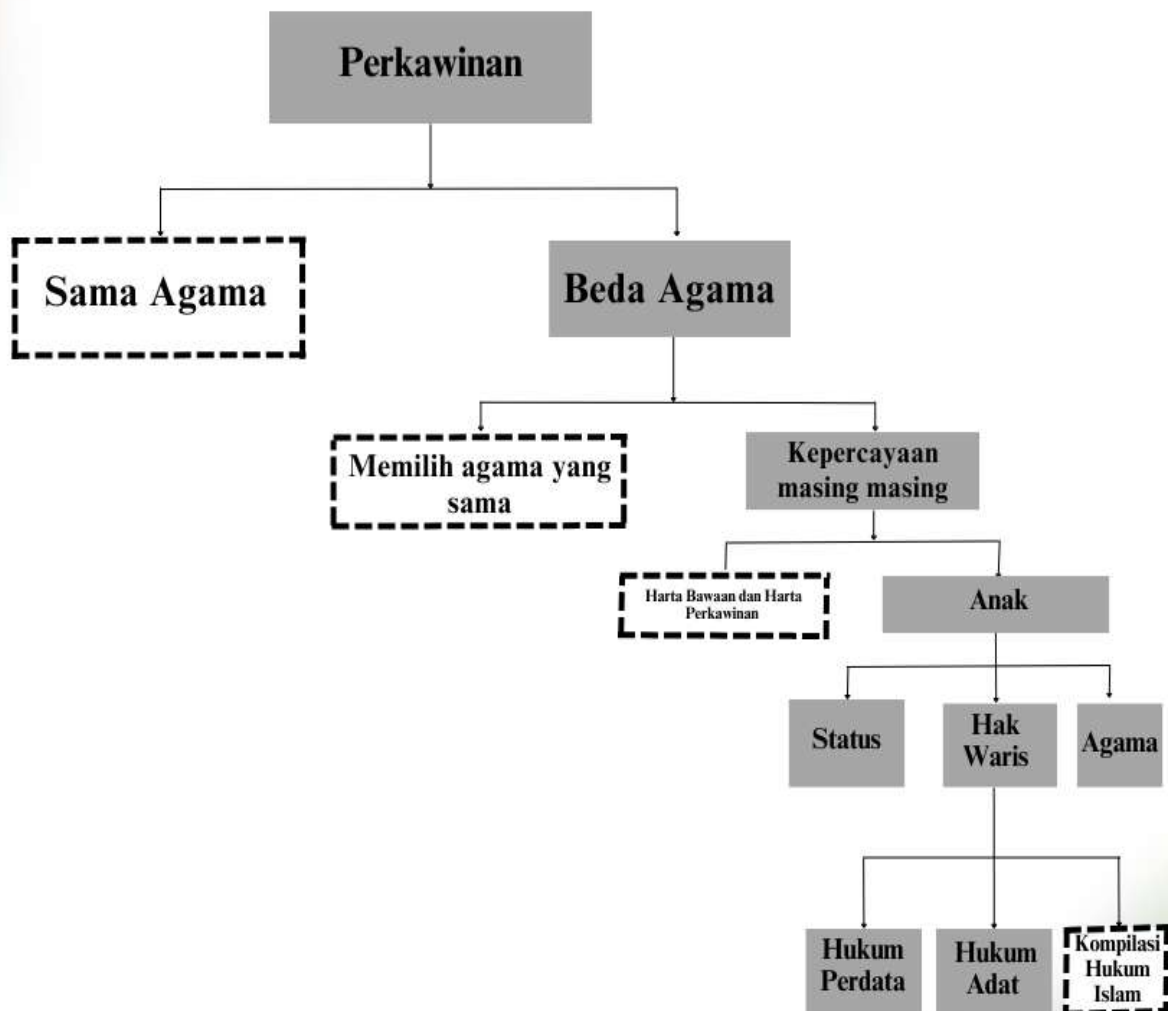 Perkawinan
Sama Agama
Beda Agama
Memilih agama yang
sama
Kepercayaan
masing masing
Harta Bawaan dan Harta
Perkawinan
Anak
Status
Hak
Waris
Agama
Hukum
Perdata
Hukum
Adat
Kompilasi
Hukum
Islam